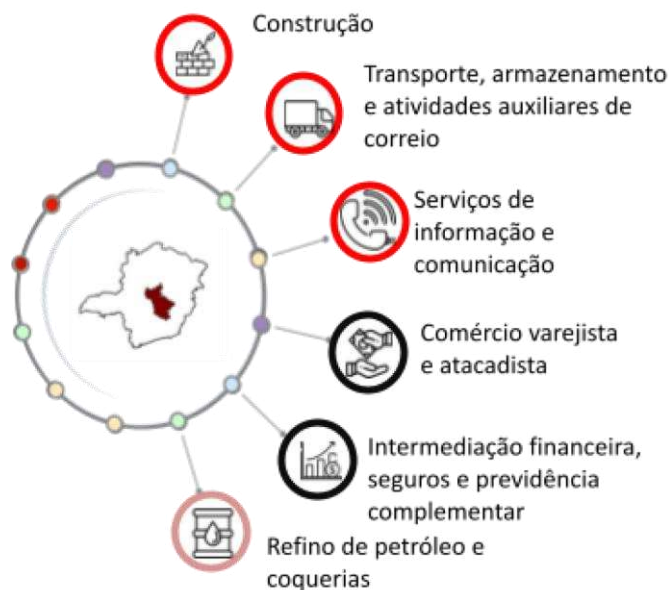 Construção
Transporte, armazenamento
e atividades auxiliares de
correio
Serviços de
informação e
comunicação
Comércio varejista
e atacadista
Intermediação financeira,
seguros e previdência
complementar
Refino de petróleo e
coquerias